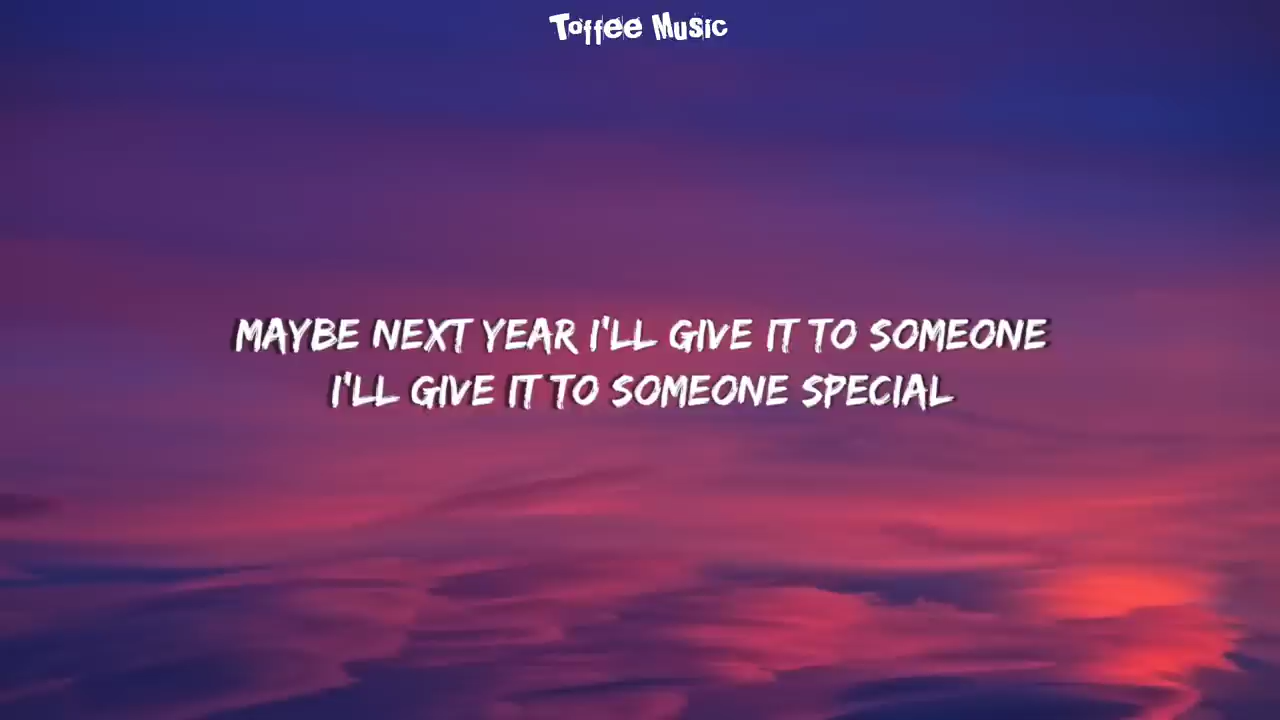 Toffee Music
MAYBE NEXT YEAR I'LL GIVE IT TO SOMEONE
I'LL GIVE IT TO SOMEONE SPECIAL